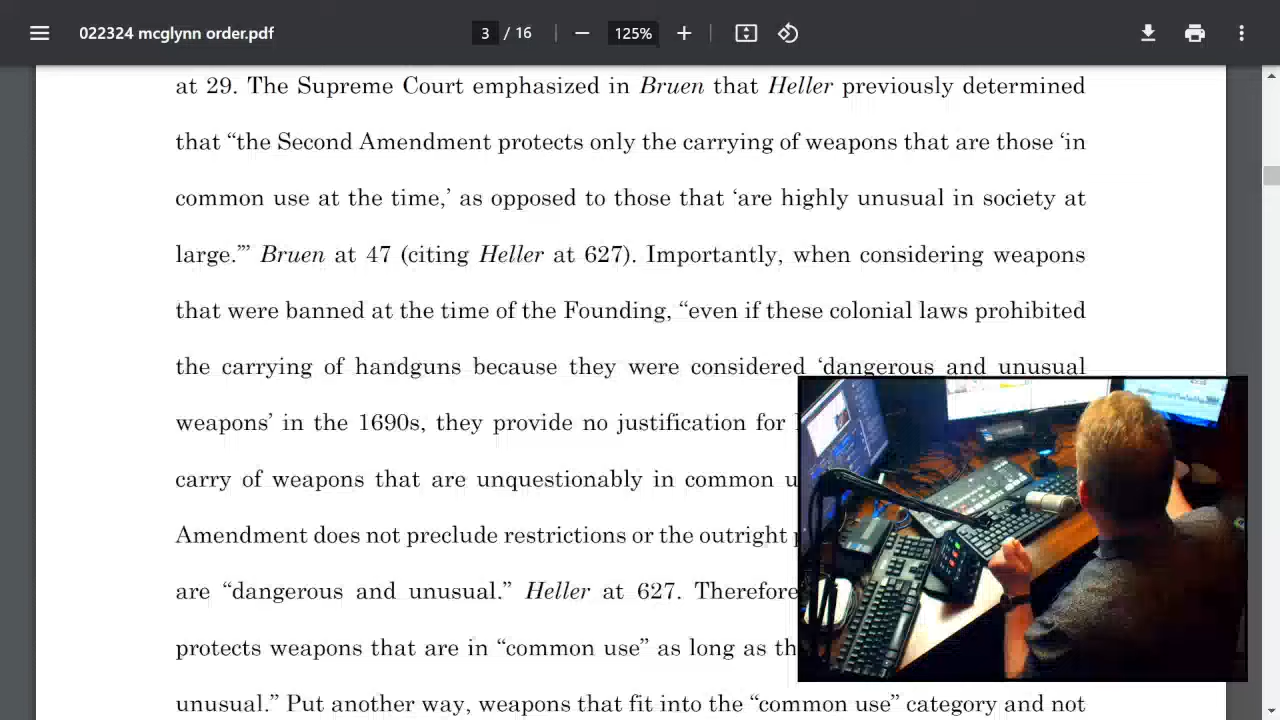 022324 mcglynn order.pdf
3 / 16
125%
at 29. The Supreme Court emphasized in Bruen that Heller previously determined
that “the Second Amendment protects only the carrying of weapons that are those ‘in
common use at the time,’ as opposed to those that ‘are highly unusual in society at
large.’” Bruen at 47 (citing Heller at 627). Importantly, when considering weapons
that were banned at the time of the Founding, “even if these colonial laws prohibited
the carrying of handguns because they were considered ‘dangerous and unusual
weapons’ in the 1690s, they provide no justification for
carry of weapons that are unquestionably in common
Amendment does not preclude restrictions or the outright
are “dangerous and unusual.” Heller at 627. Therefore
protects weapons that are in “common use” as long as
unusual.” Put another way, weapons that fit into the “common use” category and not